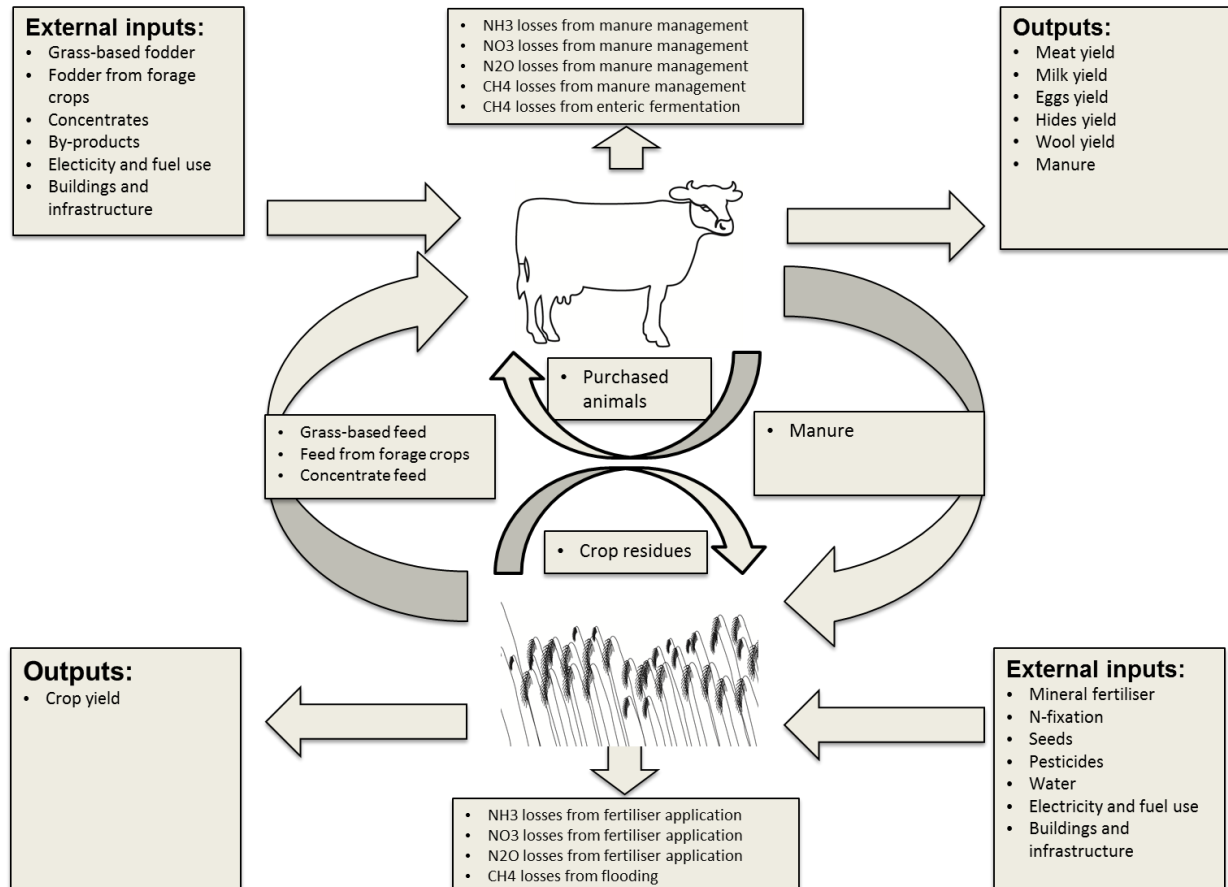 External inputs:
• Grass-based fodder
• Fodder from forage
crops
• Concentrates
• By-products
• Electicity and fuel use
• Buildings and
infrastructure
• NH3 losses from manure management
• NO3 losses from manure management
• N2O losses from manure management
• CH4 losses from manure management
• CH4 losses from enteric fermentation
Outputs:
• Meat yield
• Milk yield
• Eggs yield
• Hides yield
• Wool yield
• Manure
• Purchased
animals
• Grass-based feed
• Feed from forage crops
• Concentrate feed
• Manure
• Crop residues
Outputs:
• Crop yield
External inputs:
• Mineral fertiliser
• N-fixation
• Seeds
• Pesticides
• Water
• Electricity and fuel use
• Buildings and
infrastructure
• NH3 losses from fertiliser application
• NO3 losses from fertiliser application
• N2O losses from fertiliser application
• CH4 losses from flooding